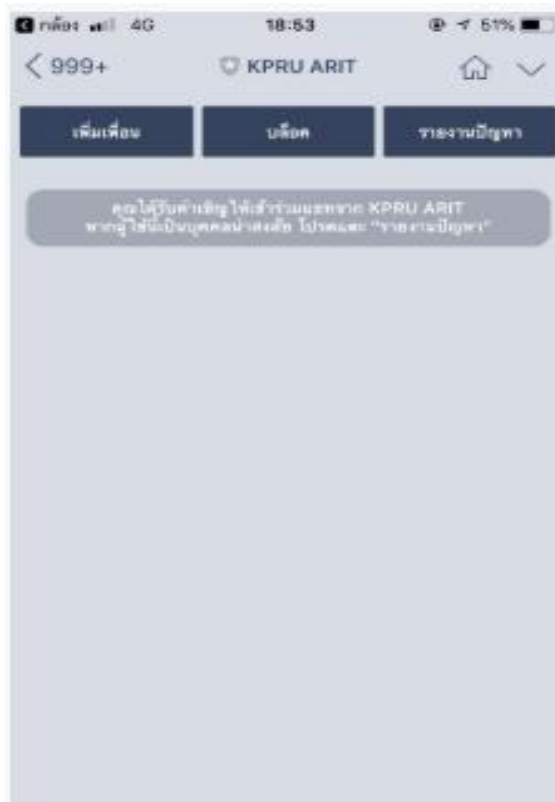 กล้อง 4G 18:53 51%
999+ KPRU ARIT
เพิ่มเพื่อน บล็อค รายงานปัญหา
คุณได้รับคำเชิญให้เข้าร่วมแชทจาก KPRU ARIT
หากผู้ใช้นี้เป็นบุคคลน่าสงสัย โปรดแตะ "รายงานปัญหา"